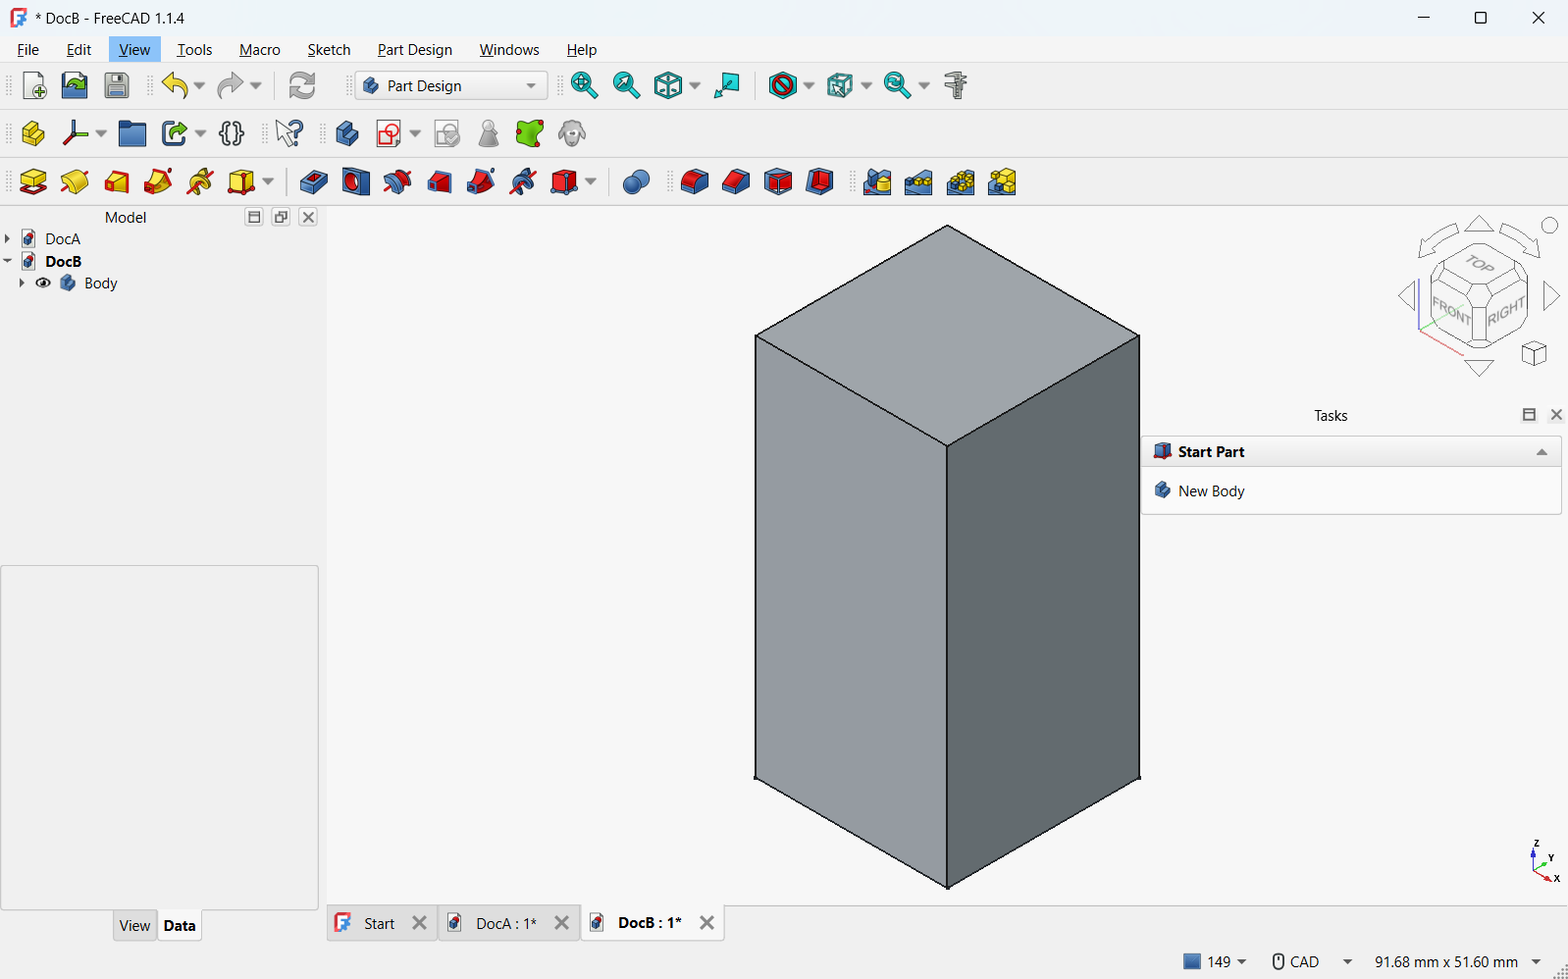 * DocB - FreeCAD 1.1.4
File Edit View Tools Macro Sketch Part Design Windows Help
Part Design
Model
DocA
DocB
Body
TOP
FRONT RIGHT
Tasks
Start Part
New Body
Z
Y
X
View Data
Start DocA : 1* DocB : 1*
149 CAD 91.68 mm x 51.60 mm